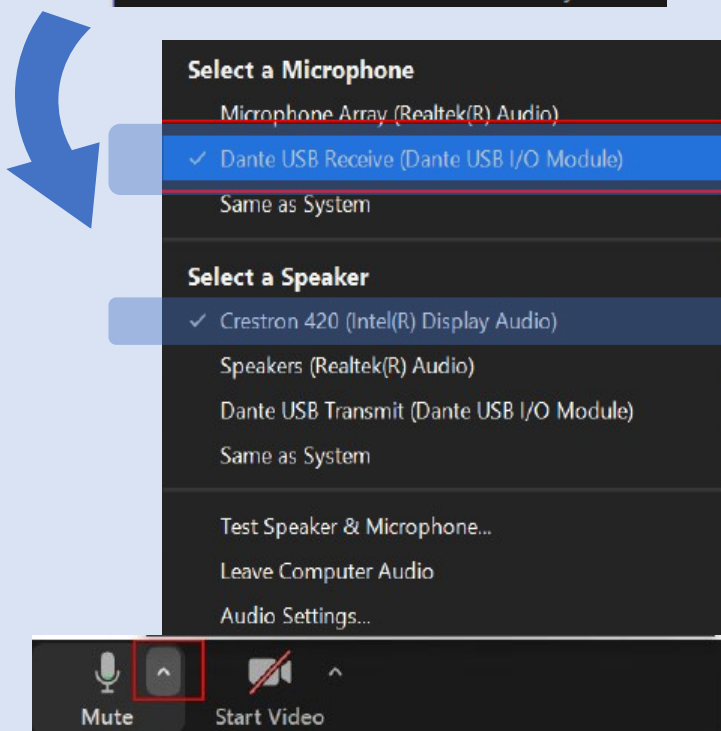 Select a Microphone
Microphone Array (Realtek(R) Audio)
✓ Dante USB Receive (Dante USB I/O Module)
Same as System
Select a Speaker
✓ Crestron 420 (Intel(R) Display Audio)
Speakers (Realtek(R) Audio)
Dante USB Transmit (Dante USB I/O Module)
Same as System
Test Speaker & Microphone...
Leave Computer Audio
Audio Settings...
Mute Start Video